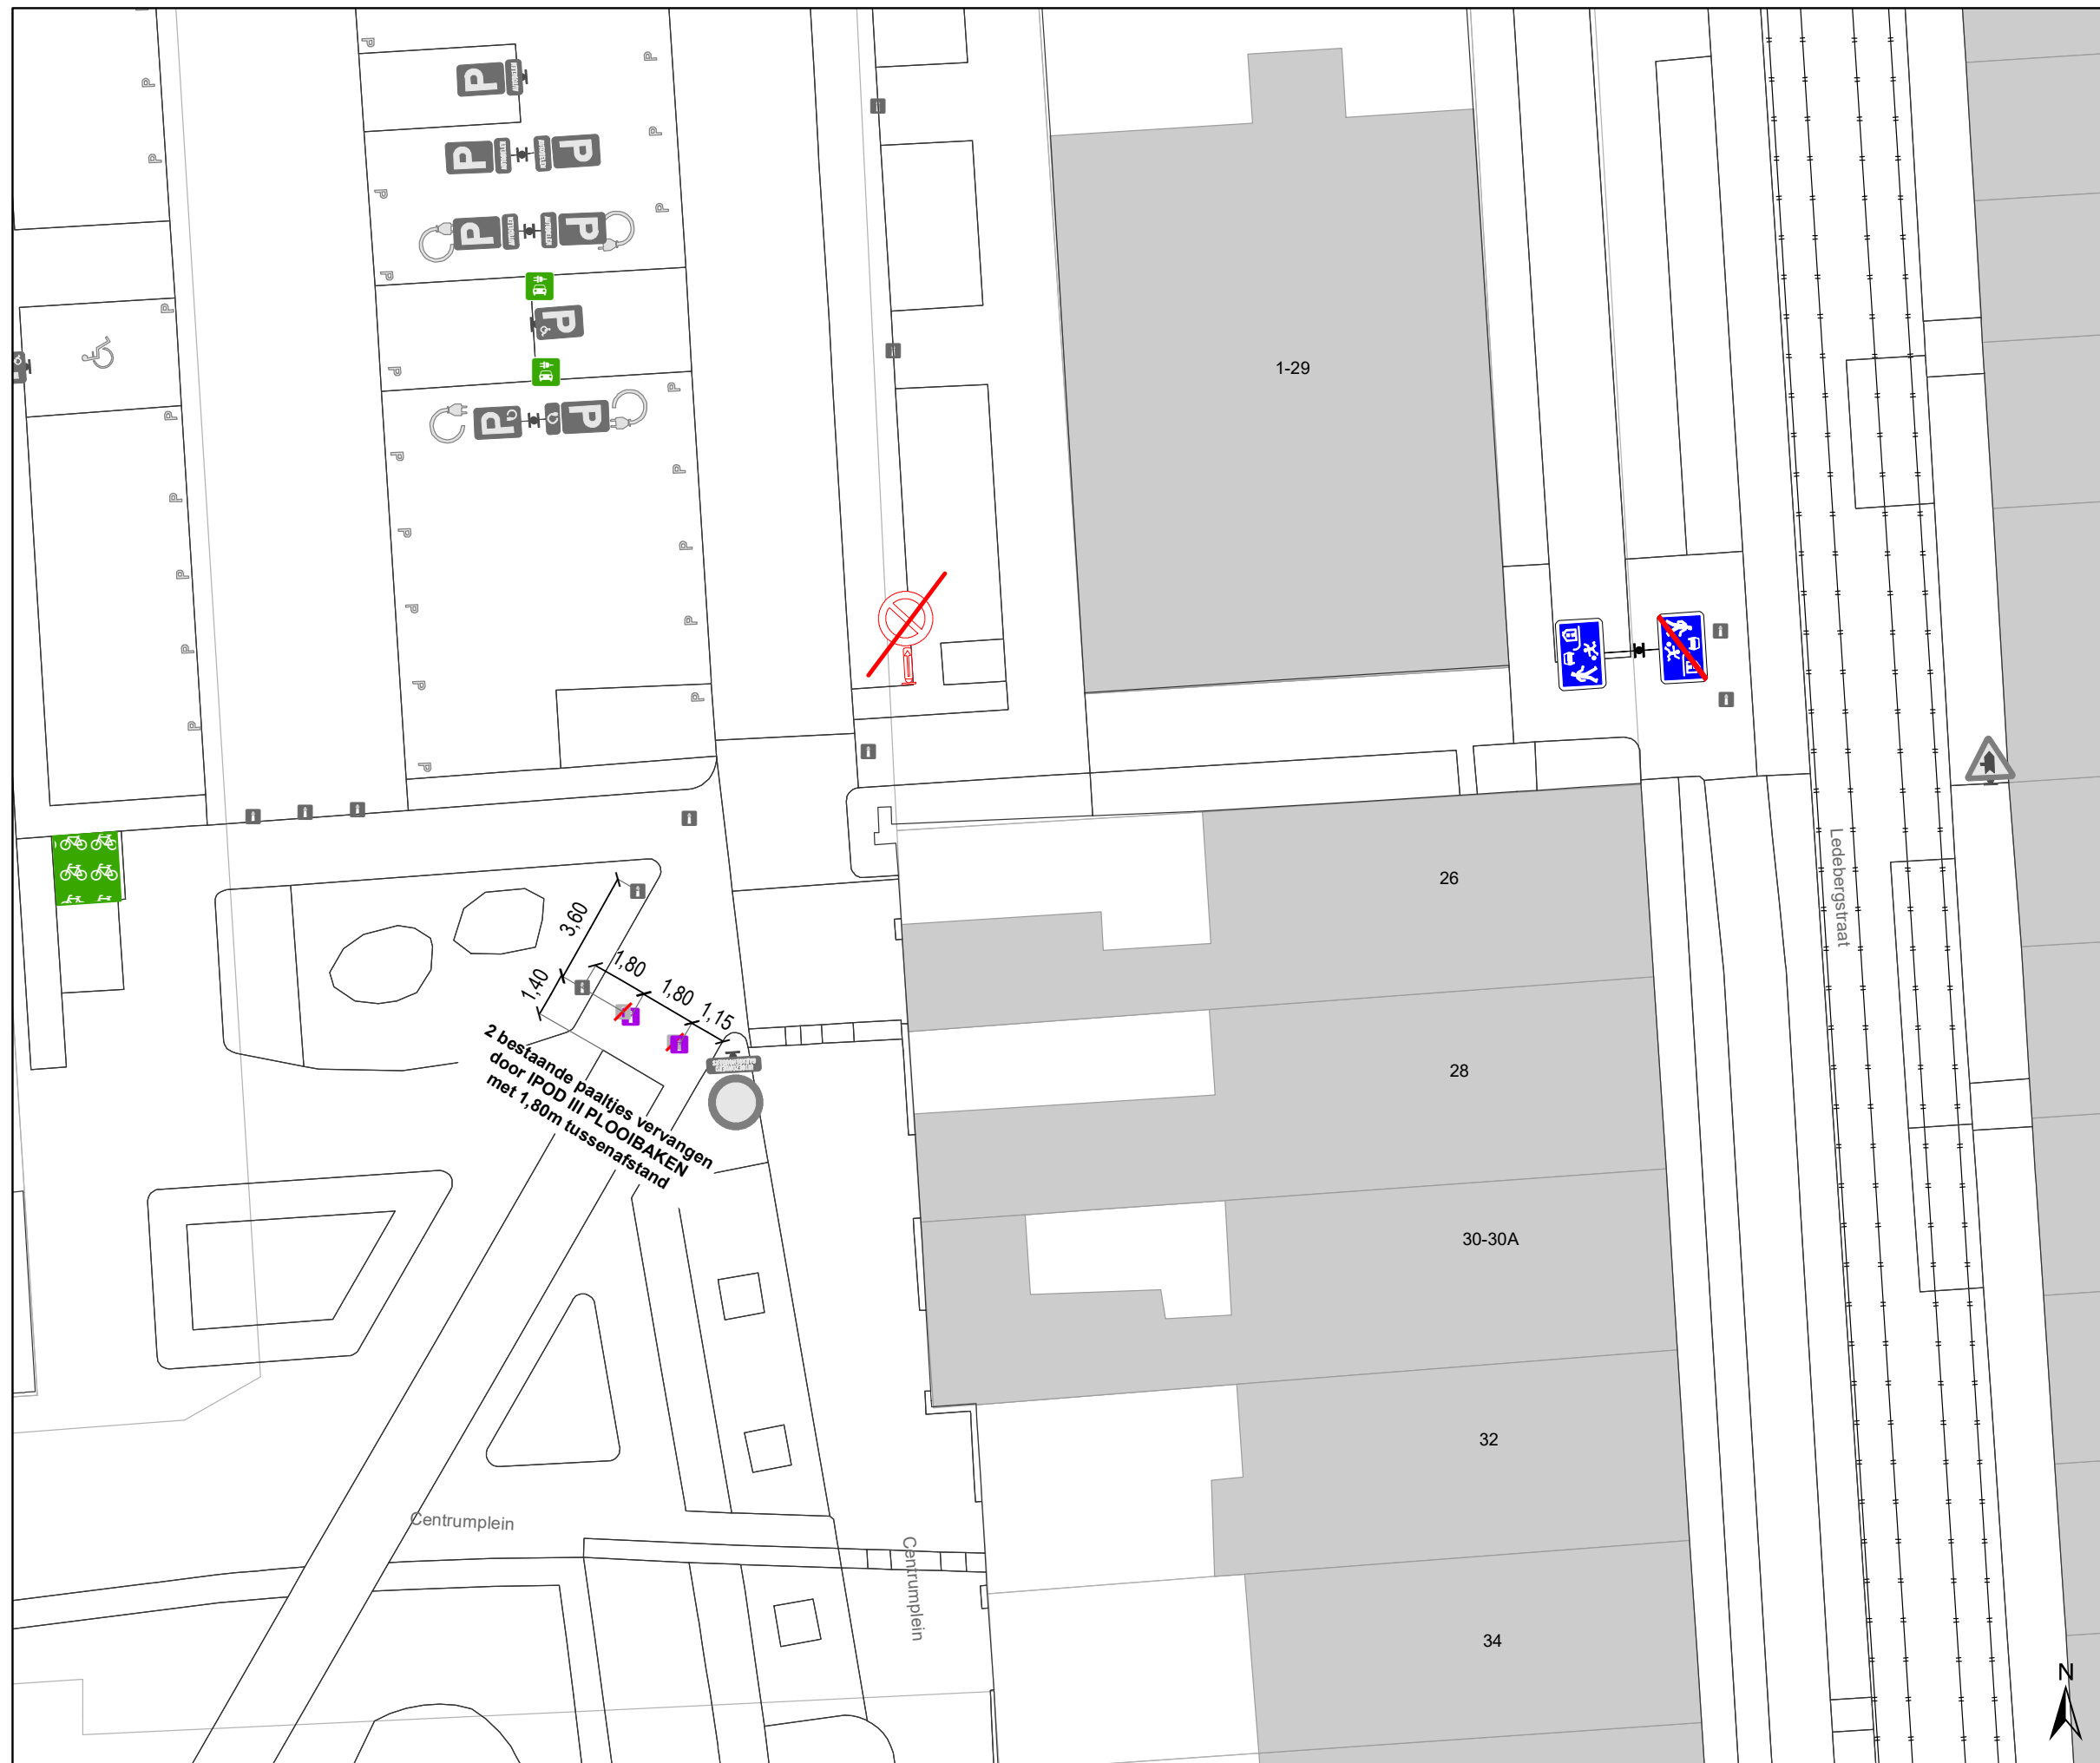 P
P
P
P
P
P
P
1-29
Ledebergstraat
26
3,60
1,40
1,80
1,80
1,15
2 bestaande paaltjes vervangen
door IPOD III PLOOIBAKEN
met 1,80m tussenafstand
28
30-30A
32
Centrumplein
Centrumplein
34
N